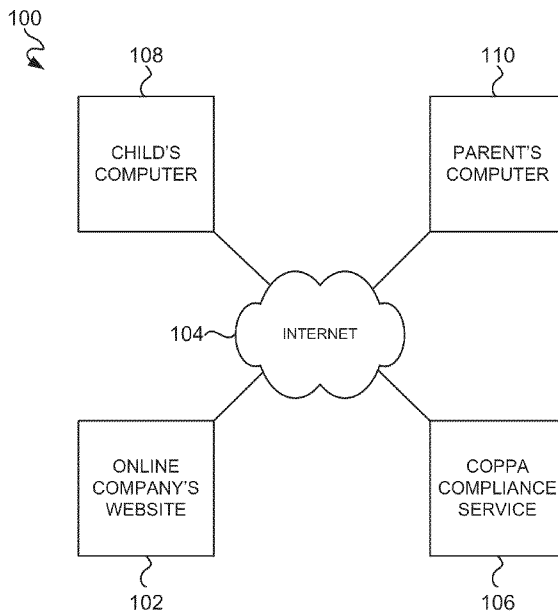 100
108
110
CHILD'S
COMPUTER
PARENT'S
COMPUTER
104
INTERNET
ONLINE
COMPANY'S
WEBSITE
COPPA
COMPLIANCE
SERVICE
102
106